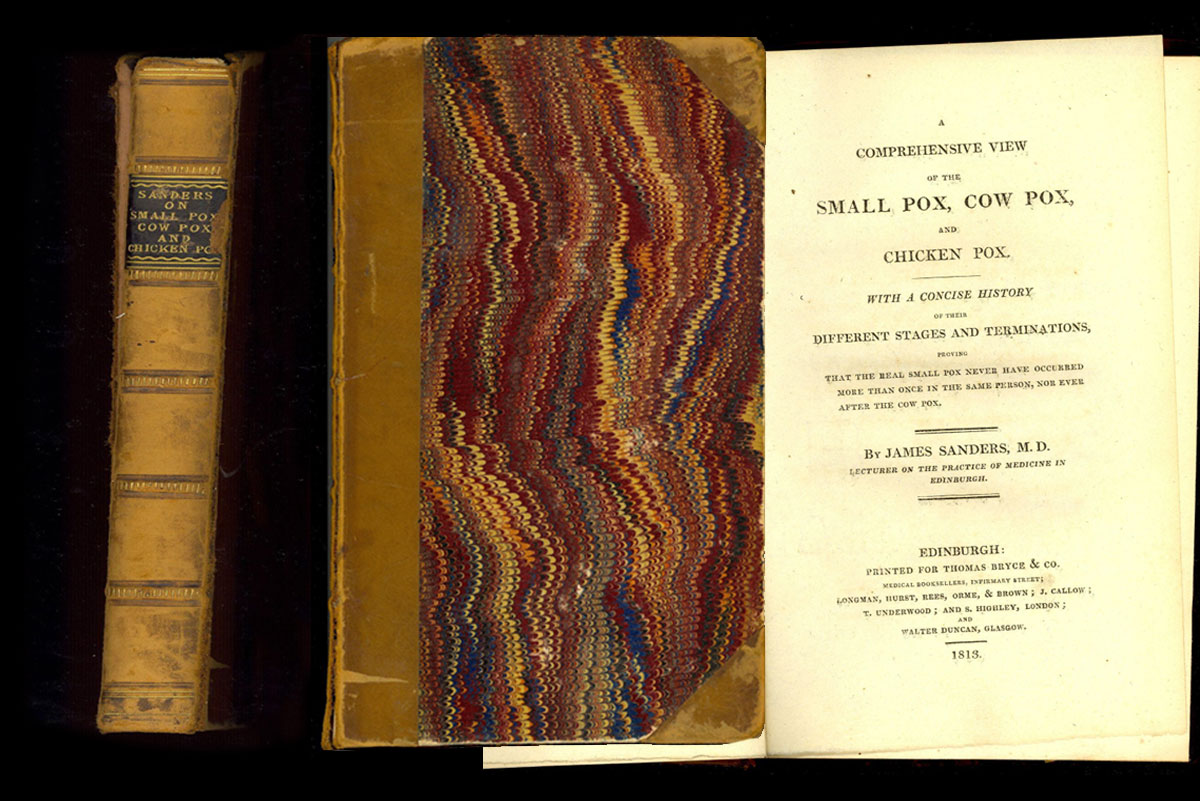 SANDERS
ON
SMALL POX
COW POX
AND
CHICKEN PO
A
COMPREHENSIVE VIEW
OF THE
SMALL POX, COW POX,
AND
CHICKEN POX.
WITH A CONCISE HISTORY
OF THEIR
DIFFERENT STAGES AND TERMINATIONS,
PROVING
THAT THE REAL SMALL POX NEVER HAVE OCCURRED
MORE THAN ONCE IN THE SAME PERSON, NOR EVER
AFTER THE COW POX.
BY JAMES SANDERS, M.D.
LECTURER ON THE PRACTICE OF MEDICINE IN
EDINBURGH.
EDINBURGH:
PRINTED FOR THOMAS BRYCE & CO.
MEDICAL BOOKSELLERS, INFIRMARY STREET;
LONGMAN, HURST, REES, ORME, & BROWN; J. CALLOW;
T. UNDERWOOD; AND S. HIGHLEY, LONDON;
AND
WALTER DUNCAN, GLASGOW.
1813.